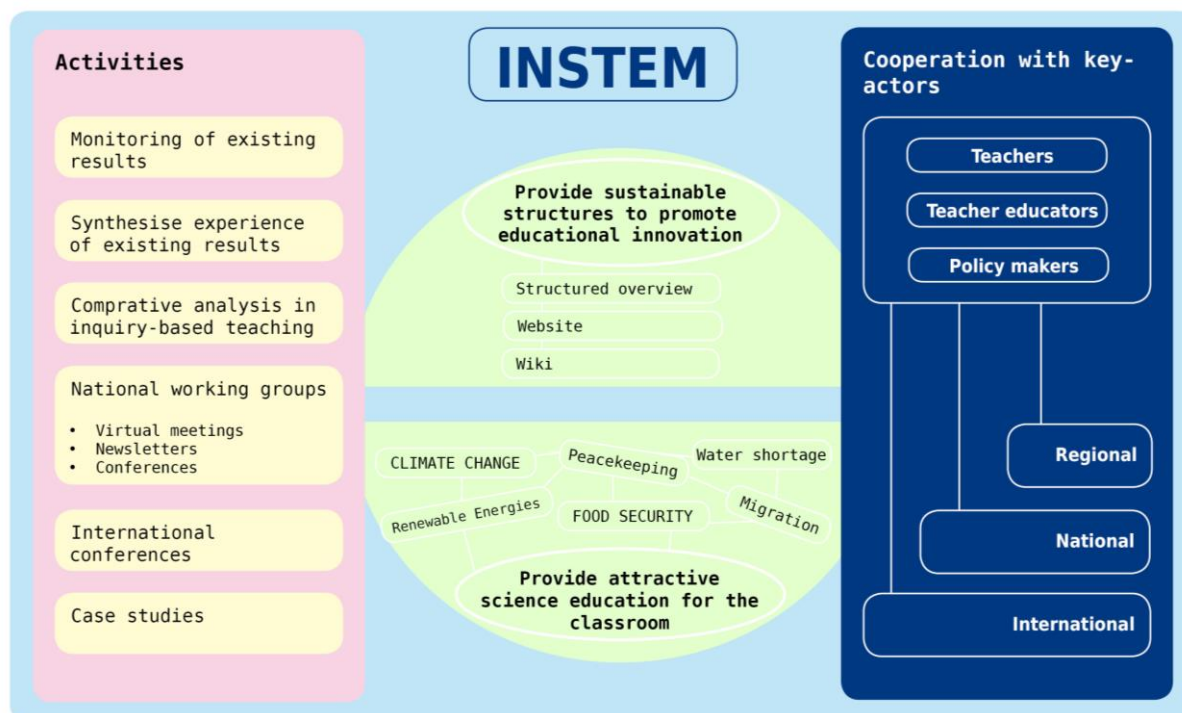 Activities
Monitoring of existing
results
Synthesise experience
of existing results
Comprative analysis in
inquiry-based teaching
National working groups
• Virtual meetings
• Newsletters
• Conferences
International
conferences
Case studies
INSTEM
Provide sustainable
structures to promote
educational innovation
Structured overview
Website
Wiki
CLIMATE CHANGE
Peacekeeping
Water shortage
Renewable Energies
FOOD SECURITY
Migration
Provide attractive
science education for the
classroom
Cooperation with key-
actors
Teachers
Teacher educators
Policy makers
Regional
National
International